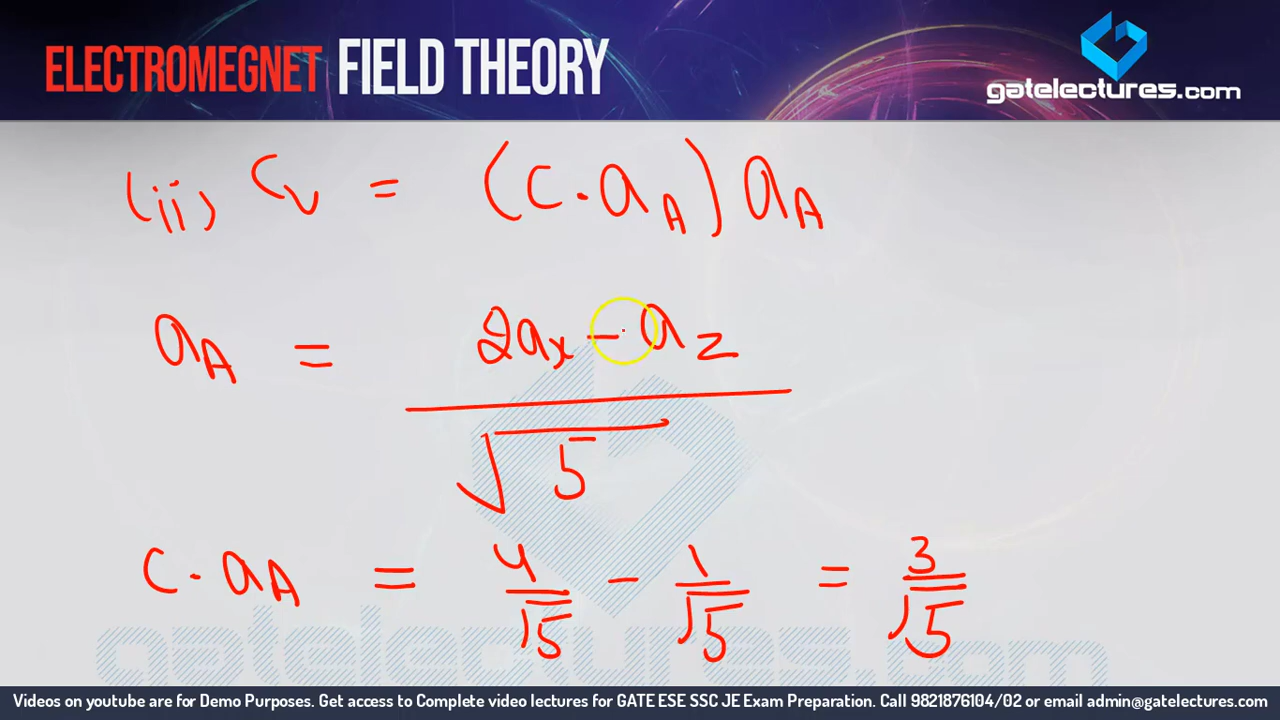 ELECTROMEGNET FIELD THEORY
gatelectures.com
(ii) Cv = (C·aA) aA
aA = 2ax − az / √5
C·aA = 4/√5 − 1/√5 = 3/√5
gatelectures.com
Videos on youtube are for Demo Purposes. Get access to Complete video lectures for GATE ESE SSC JE Exam Preparation. Call 9821876104/02 or email admin@gatelectures.com